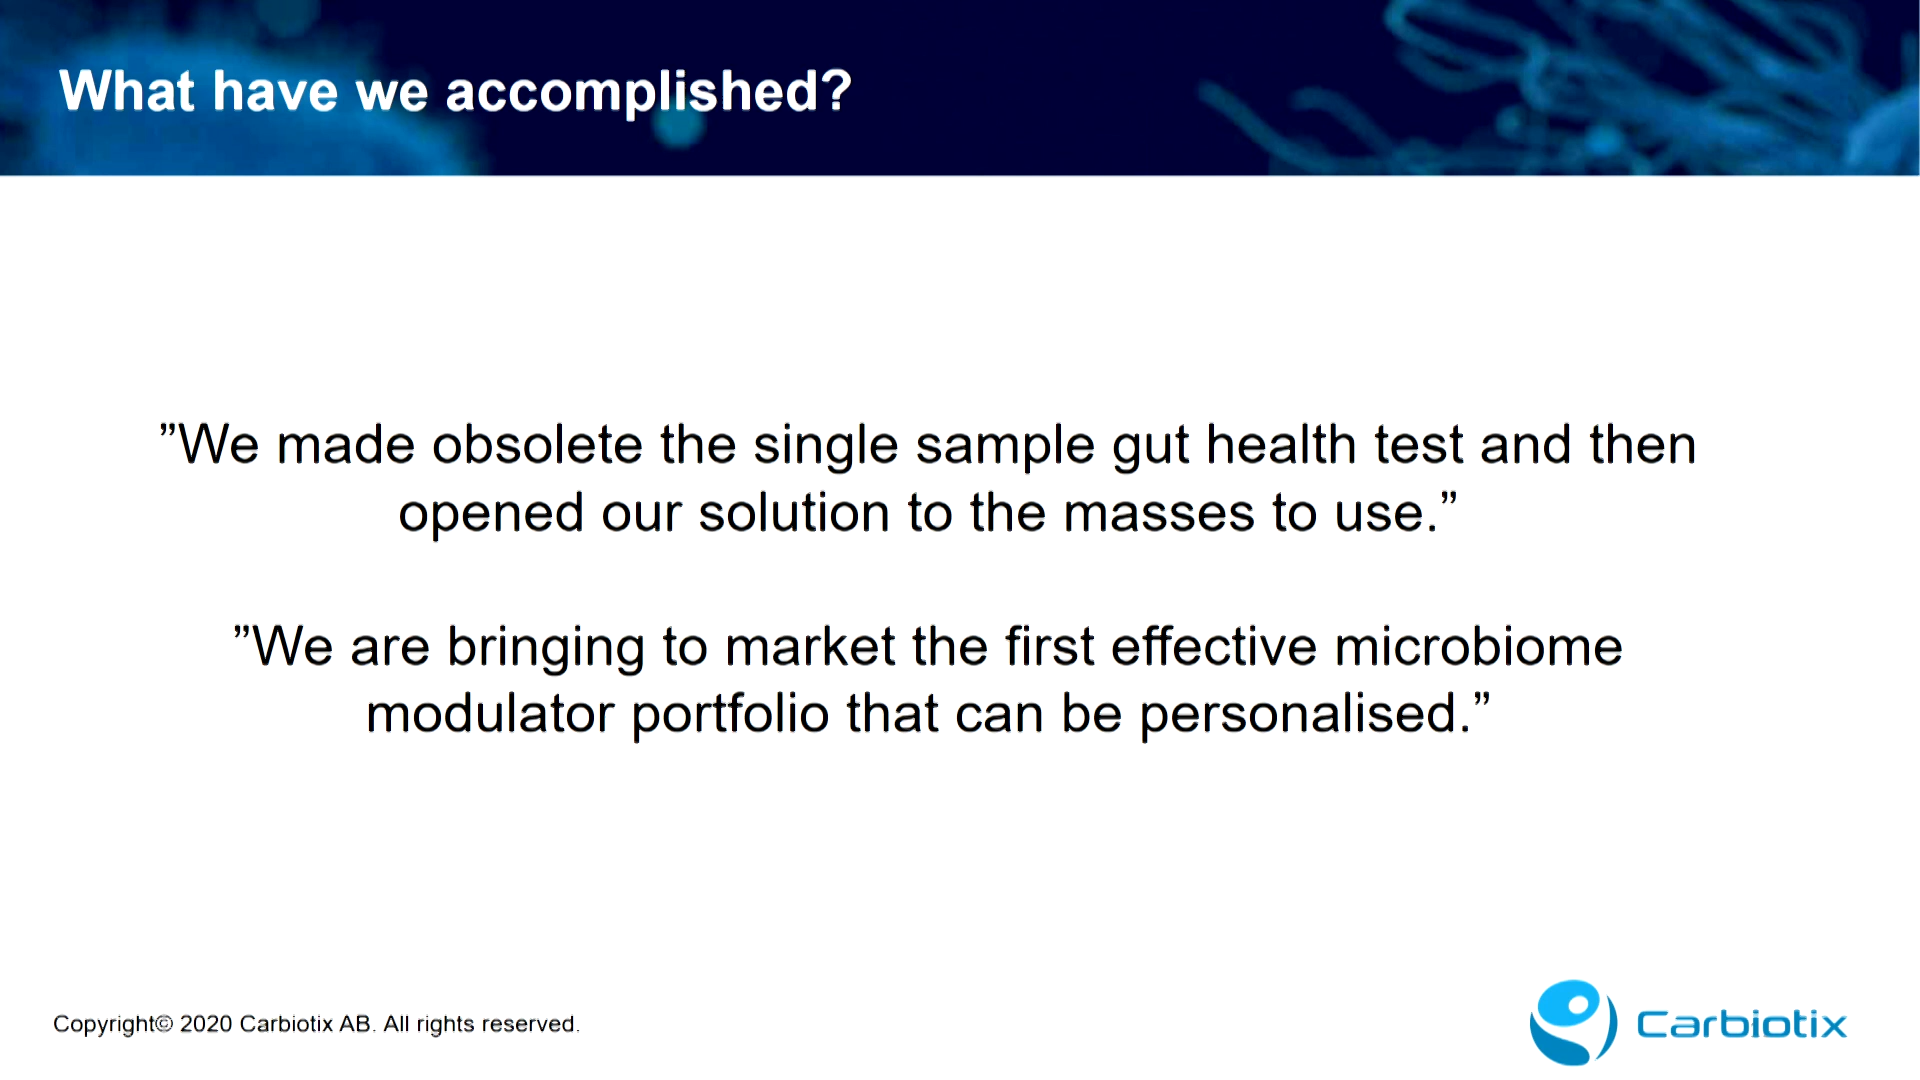 What have we accomplished?
”We made obsolete the single sample gut health test and then
opened our solution to the masses to use.”
”We are bringing to market the first effective microbiome
modulator portfolio that can be personalised.”
Copyright© 2020 Carbiotix AB. All rights reserved.
Carbiotix